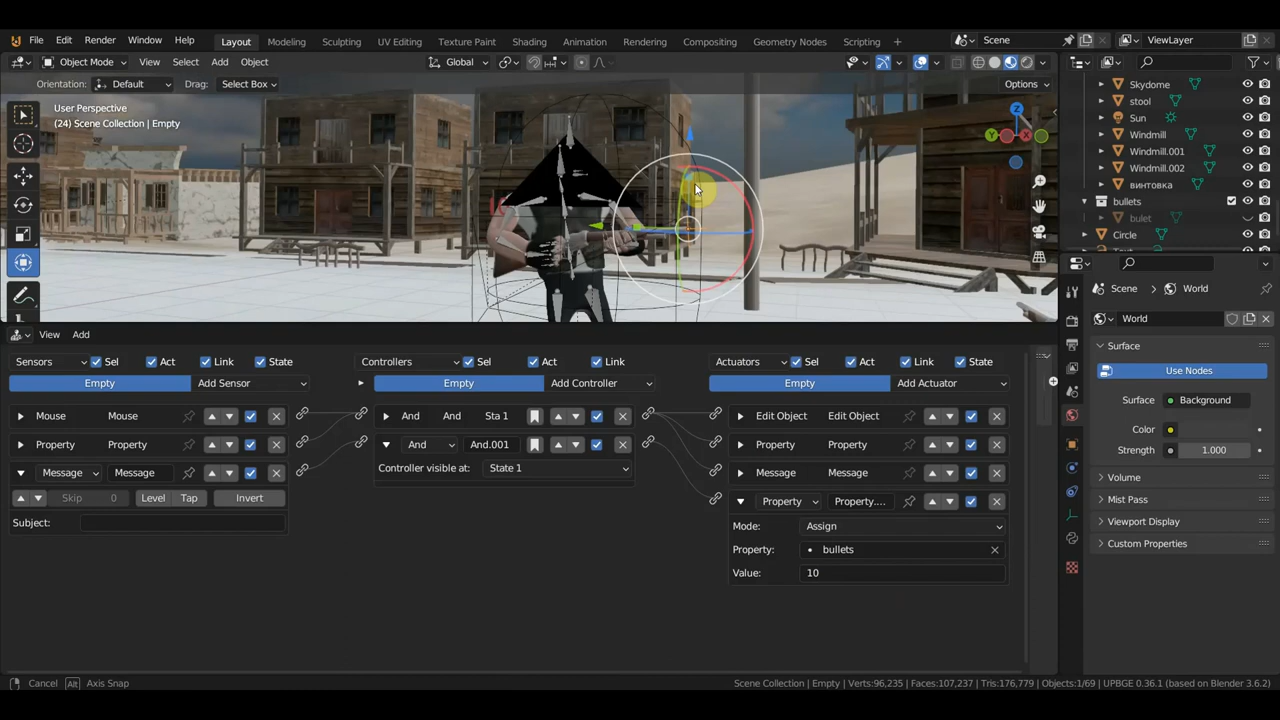 File Edit Render Window Help Layout Modeling Sculpting UV Editing Texture Paint Shading Animation Rendering Compositing Geometry Nodes Scripting + Scene ViewLayer
Object Mode View Select Add Object Global
Orientation: Default Drag: Select Box Options
User Perspective
(24) Scene Collection | Empty
Z
Y X
Skydome
stool
Sun
Windmill
Windmill.001
Windmill.002
винтовка
bullets
bulet
Circle
Scene World
World
Surface
Use Nodes
Surface Background
Color
Strength 1.000
Volume
Mist Pass
Viewport Display
Custom Properties
View Add
Sensors Sel Act Link State Controllers Sel Act Link Actuators Sel Act Link State
Empty Add Sensor Empty Add Controller Empty Add Actuator
Mouse Mouse And And Sta 1 Edit Object Edit Object
Property Property And And.001 Property Property
Message Message Controller visible at: State 1 Message Message
Skip 0 Level Tap Invert Property Property....
Subject: Mode: Assign
Property: bullets
Value: 10
Cancel Alt Axis Snap Scene Collection | Empty | Verts:96,235 | Faces:107,237 | Tris:176,779 | Objects:1/69 | UPBGE 0.36.1 (based on Blender 3.6.2)